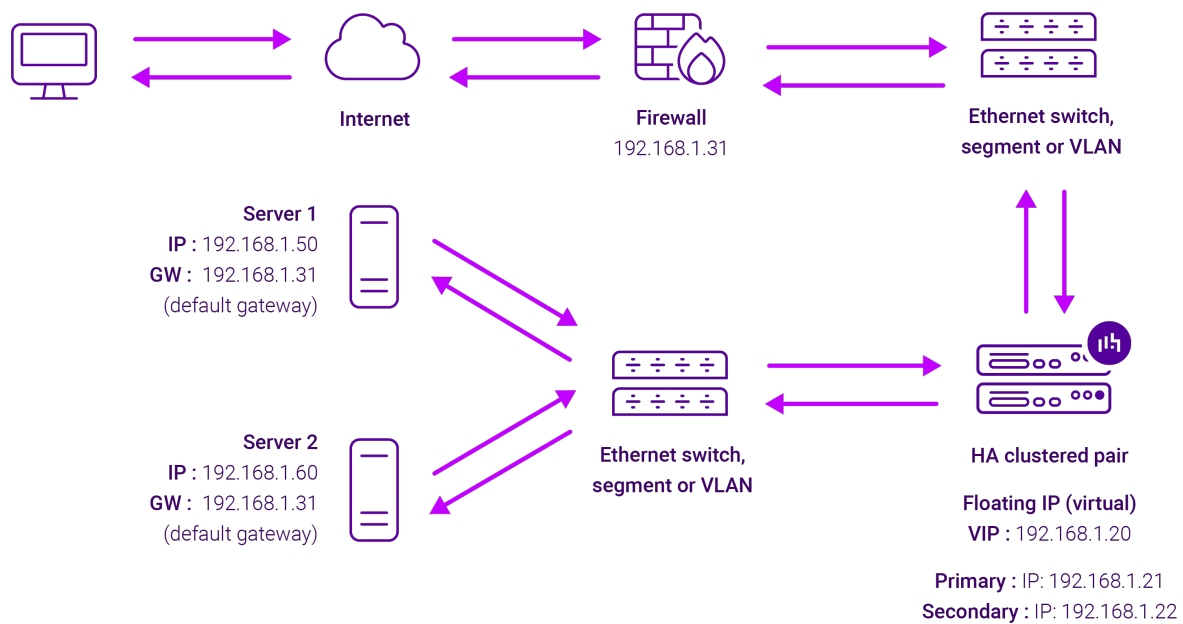 Internet
Firewall
192.168.1.31
Ethernet switch,
segment or VLAN
Server 1
IP : 192.168.1.50
GW : 192.168.1.31
(default gateway)
Server 2
IP : 192.168.1.60
GW : 192.168.1.31
(default gateway)
Ethernet switch,
segment or VLAN
HA clustered pair
Floating IP (virtual)
VIP : 192.168.1.20
Primary : IP: 192.168.1.21
Secondary : IP: 192.168.1.22